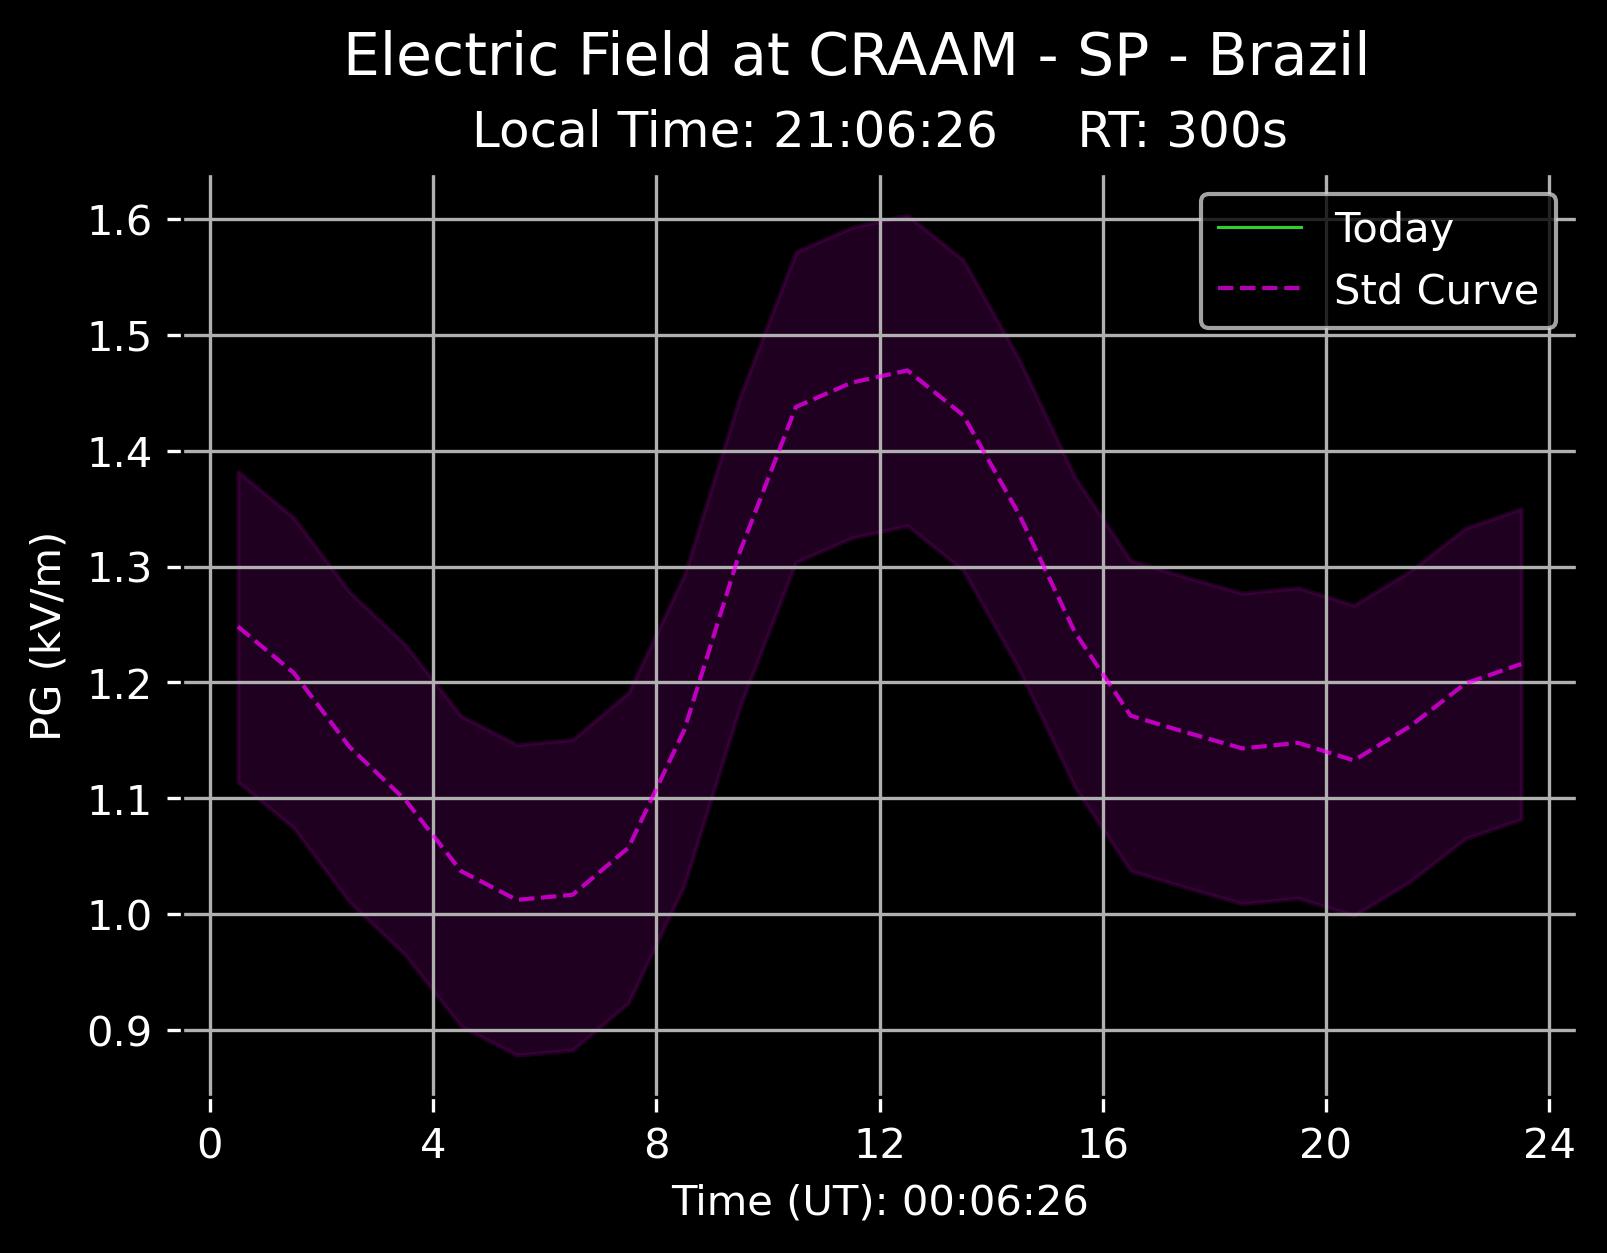 Electric Field at CRAAM - SP - Brazil
Local Time: 21:06:26 RT: 300s
Today
Std Curve
1.6
1.5
1.4
1.3
1.2
1.1
1.0
0.9
PG (kV/m)
0 4 8 12 16 20 24
Time (UT): 00:06:26